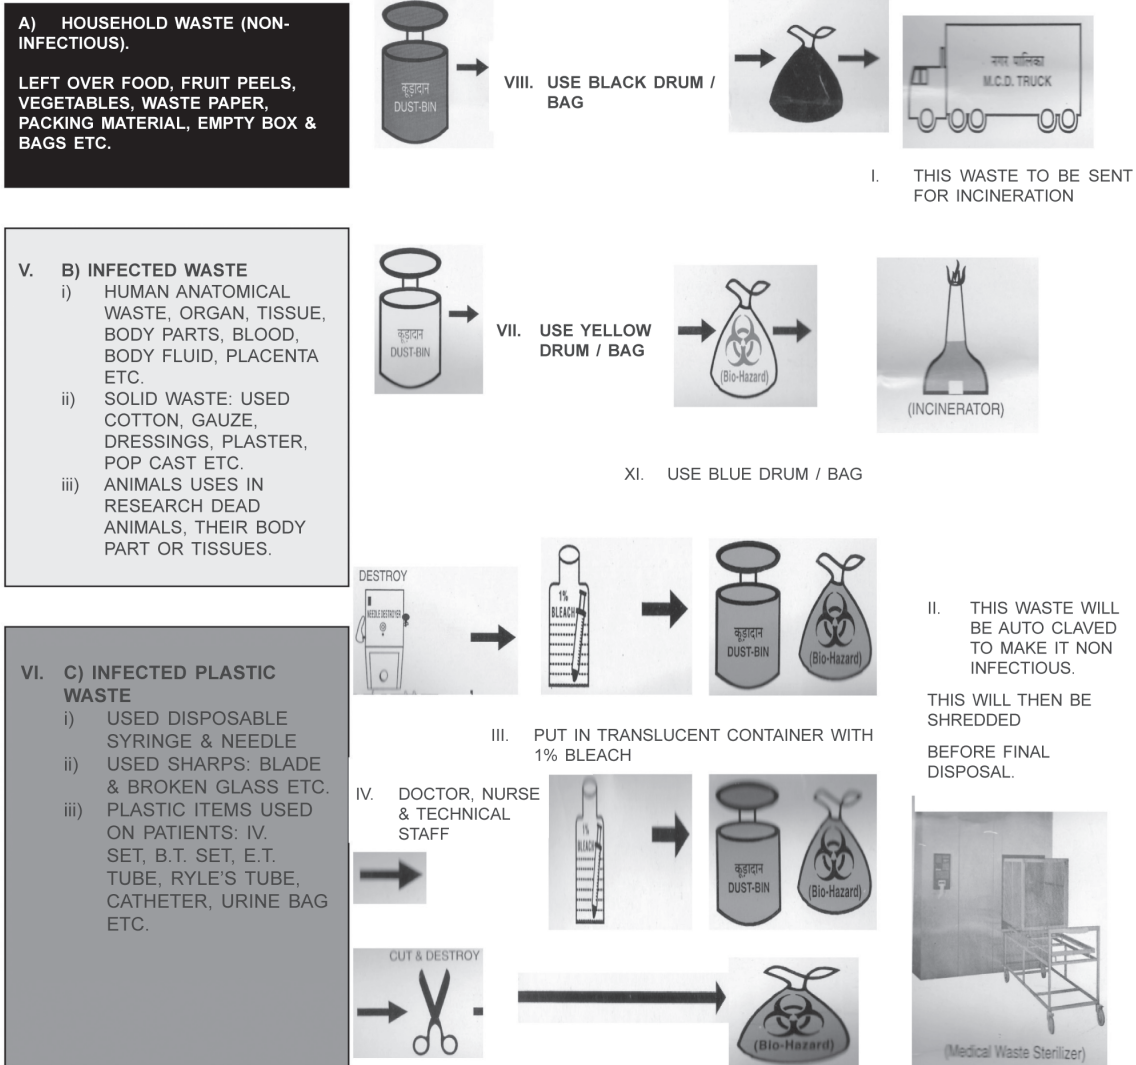 A) HOUSEHOLD WASTE (NON-
INFECTIOUS).
LEFT OVER FOOD, FRUIT PEELS,
VEGETABLES, WASTE PAPER,
PACKING MATERIAL, EMPTY BOX &
BAGS ETC.
कूड़ादान
DUST-BIN
VIII. USE BLACK DRUM /
BAG
नगर पालिका
M.C.D. TRUCK
I. THIS WASTE TO BE SENT
FOR INCINERATION
V. B) INFECTED WASTE
i) HUMAN ANATOMICAL
WASTE, ORGAN, TISSUE,
BODY PARTS, BLOOD,
BODY FLUID, PLACENTA
ETC.
ii) SOLID WASTE: USED
COTTON, GAUZE,
DRESSINGS, PLASTER,
POP CAST ETC.
iii) ANIMALS USES IN
RESEARCH DEAD
ANIMALS, THEIR BODY
PART OR TISSUES.
कूड़ादान
DUST-BIN
VII. USE YELLOW
DRUM / BAG
(Bio-Hazard)
(INCINERATOR)
XI. USE BLUE DRUM / BAG
DESTROY
NEEDLE DESTROYER
1%
BLEACH
कूड़ादान
DUST-BIN
(Bio-Hazard)
II. THIS WASTE WILL
BE AUTO CLAVED
TO MAKE IT NON
INFECTIOUS.
THIS WILL THEN BE
SHREDDED
BEFORE FINAL
DISPOSAL.
VI. C) INFECTED PLASTIC
WASTE
i) USED DISPOSABLE
SYRINGE & NEEDLE
ii) USED SHARPS: BLADE
& BROKEN GLASS ETC.
iii) PLASTIC ITEMS USED
ON PATIENTS: IV.
SET, B.T. SET, E.T.
TUBE, RYLE'S TUBE,
CATHETER, URINE BAG
ETC.
III. PUT IN TRANSLUCENT CONTAINER WITH
1% BLEACH
IV. DOCTOR, NURSE
& TECHNICAL
STAFF
1%
BLEACH
कूड़ादान
DUST-BIN
(Bio-Hazard)
CUT & DESTROY
(Bio-Hazard)
(Medical Waste Sterilizer)